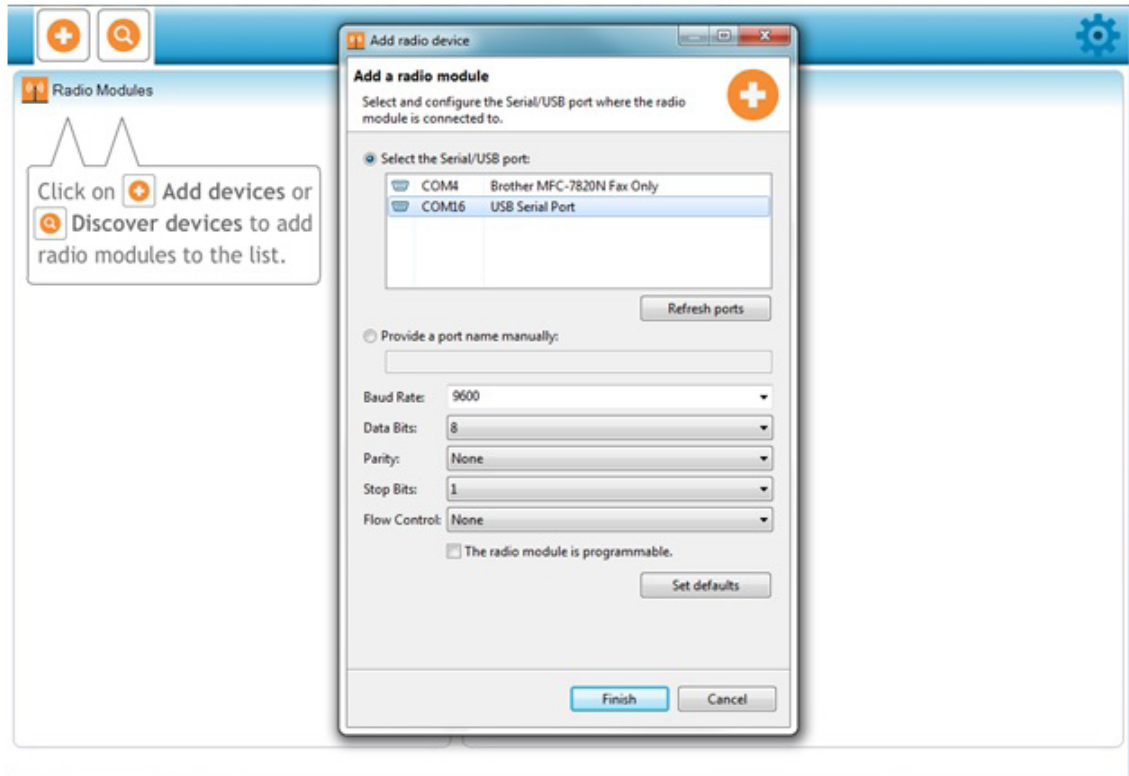 Add radio device
Radio Modules
Click on Add devices or
Discover devices to add
radio modules to the list.
Add a radio module
Select and configure the Serial/USB port where the radio
module is connected to.
Select the Serial/USB port:
COM4 Brother MFC-7820N Fax Only
COM16 USB Serial Port
Refresh ports
Provide a port name manually:
Baud Rate: 9600
Data Bits: 8
Parity: None
Stop Bits: 1
Flow Control: None
The radio module is programmable.
Set defaults
Finish Cancel